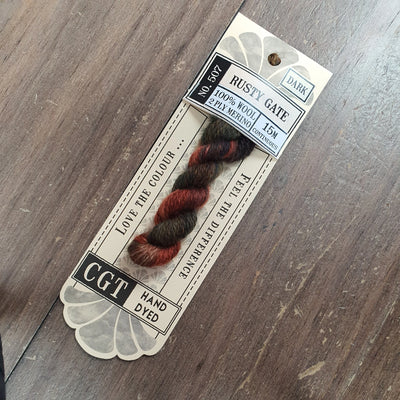 DARK
NO. 507
RUSTY GATE
100% WOOL
2 PLY MERINO
15M
CONTINUOUS
LOVE THE COLOUR ...
FEEL THE DIFFERENCE
CGT
HAND
DYED